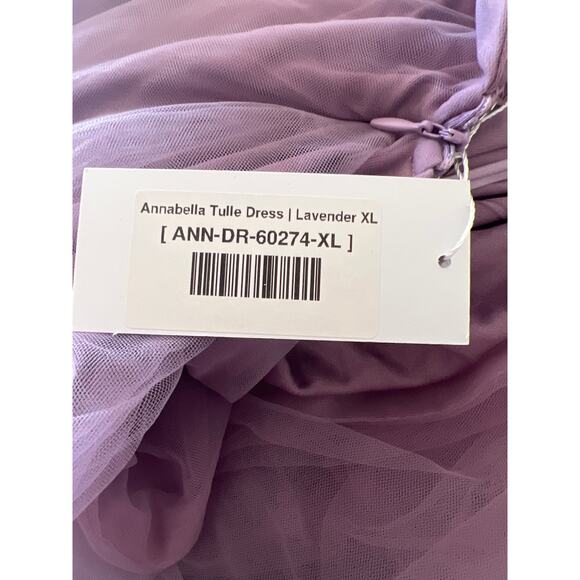 Annabella Tulle Dress | Lavender XL
[ ANN-DR-60274-XL ]